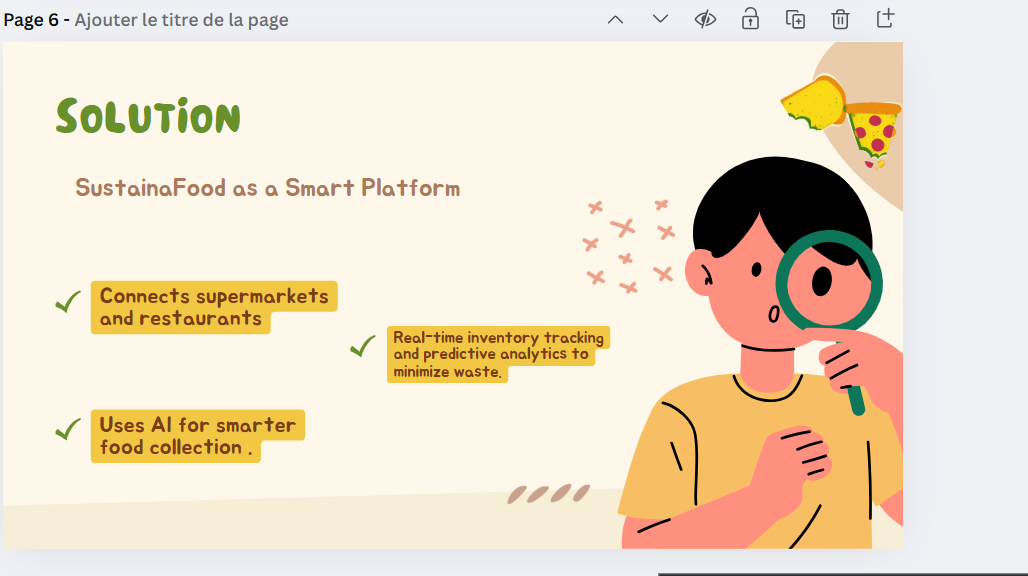 Page 6 - Ajouter le titre de la page
SoLUTioN
SustainaFood as a Smart Platform
Connects supermarkets
and restaurants
Real-time inventory tracking
and predictive analytics to
minimize waste.
Uses AI for smarter
food collection .